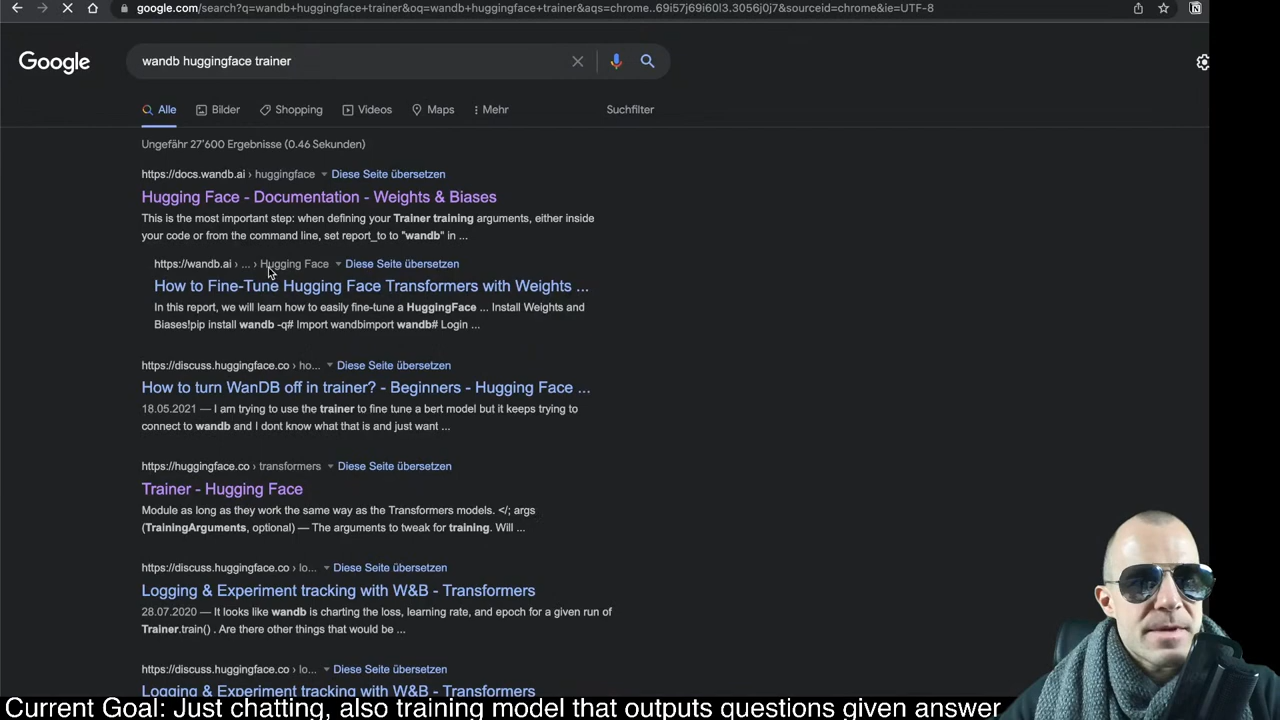 google.com/search?q=wandb+huggingface+trainer&oq=wandb+huggingface+trainer&aqs=chrome..69i57j69i60l3.3056j0j7&sourceid=chrome&ie=UTF-8
Google
wandb huggingface trainer
Alle Bilder Shopping Videos Maps Mehr Suchfilter
Ungefähr 27'600 Ergebnisse (0.46 Sekunden)
https://docs.wandb.ai › huggingface Diese Seite übersetzen
Hugging Face - Documentation - Weights & Biases
This is the most important step: when defining your Trainer training arguments, either inside
your code or from the command line, set report_to to "wandb" in ...
https://wandb.ai › ... › Hugging Face Diese Seite übersetzen
How to Fine-Tune Hugging Face Transformers with Weights ...
In this report, we will learn how to easily fine-tune a HuggingFace ... Install Weights and
Biases!pip install wandb -q# Import wandbimport wandb# Login ...
https://discuss.huggingface.co › ho... Diese Seite übersetzen
How to turn WanDB off in trainer? - Beginners - Hugging Face ...
18.05.2021 — I am trying to use the trainer to fine tune a bert model but it keeps trying to
connect to wandb and I dont know what that is and just want ...
https://huggingface.co › transformers Diese Seite übersetzen
Trainer - Hugging Face
Module as long as they work the same way as the Transformers models. </; args
(TrainingArguments, optional) — The arguments to tweak for training. Will ...
https://discuss.huggingface.co › lo... Diese Seite übersetzen
Logging & Experiment tracking with W&B - Transformers
28.07.2020 — It looks like wandb is charting the loss, learning rate, and epoch for a given run of
Trainer.train() . Are there other things that would be ...
https://discuss.huggingface.co › lo... Diese Seite übersetzen
Logging & Experiment tracking with W&B - Transformers
Current Goal: Just chatting, also training model that outputs questions given answer